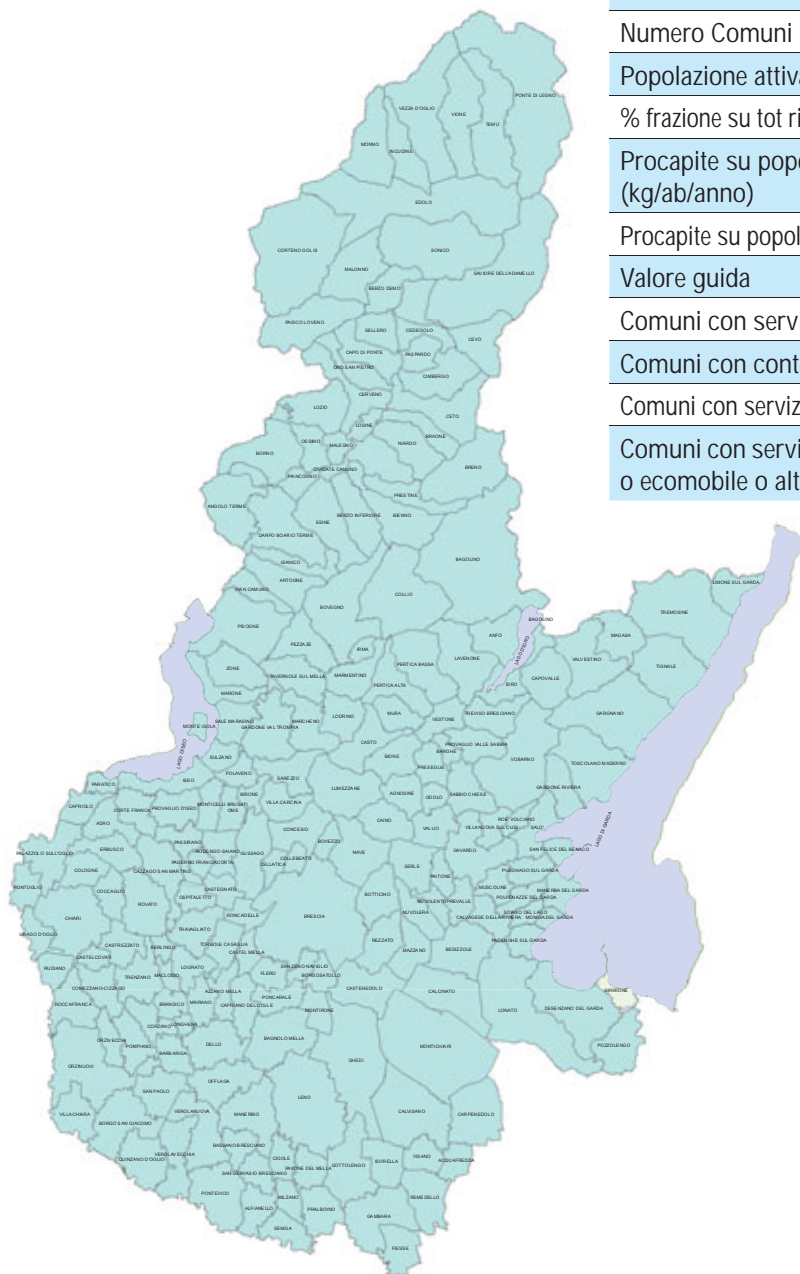 Numero Comuni
Popolazione attiva
% frazione su tot ri
Procapite su popo
(kg/ab/anno)
Procapite su popol
Valore guida
Comuni con serv
Comuni con cont
Comuni con serviz
Comuni con servi
o ecomobile o alt
PONTE DI LEGNO
VEZZA D'OGLIO
VIONE
TEMU'
MONNO
INCUDINE
EDOLO
CORTENO GOLGI
SONICO
MALONNO
SAVIORE DELL'ADAMELLO
BERZO DEMO
PAISCO LOVENO
SELLERO
CEDEGOLO
CEVO
CAPO DI PONTE
PASPARDO
ONO SAN PIETRO
CIMBERGO
CERVENO
LOZIO
LOSINE
CETO
OSSIMO
MALEGNO
NIARDO
BRAONE
BORNO
CIVIDATE CAMUNO
BRENO
PIANCOGNO
PRESTINE
ANGOLO TERME
ESINE
BERZO INFERIORE
BIENNO
DARFO BOARIO TERME
BAGOLINO
GIANICO
ARTOGNE
PIAN CAMUNO
BOVEGNO
COLLIO
LIMONE SUL GARDA
TREMOSINE
PISOGNE
BAGOLINO
ANFO
MAGASA
PEZZAZE
IRMA
LAVENONE
LAGO D'IDRO
VALVESTINO
TIGNALE
ZONE
TAVERNOLE SUL MELLA
MARMENTINO
PERTICA BASSA
CAPOVALLE
MARONE
PERTICA ALTA
IDRO
GARGNANO
SALE MARASINO
MARCHENO
LODRINO
MURA
VESTONE
TREVISO BRESCIANO
MONTE ISOLA
GARDONE VAL TROMPIA
CASTO
PROVAGLIO VALLE SABBIA
LAGO D'ISEO
SULZANO
BIONE
BARGHE
VOBARNO
TOSCOLANO MADERNO
POLAVENO
SAREZZO
PRESEGLIE
ISEO
LUMEZZANE
AGNOSINE
ODOLO
SABBIO CHIESE
GARDONE RIVIERA
PARATICO
BRIONE
VILLA CARCINA
CAPRIOLO
CORTE FRANCA
PROVAGLIO D'ISEO
MONTICELLI BRUSATI
OME
CAINO
VALLIO
VILLANUOVA SUL CLISI
ROE' VOLCIANO
SALO'
LAGO DI GARDA
ADRO
CONCESIO
BOVEZZO
NAVE
GAVARDO
SAN FELICE DEL BENACO
PALAZZOLO SULL'OGLIO
ERBUSCO
PASSIRANO
RODENGO-SAIANO
GUSSAGO
COLLEBEATO
CELLATICA
SERLE
PAITONE
PUEGNAGO SUL GARDA
COLOGNE
CAZZAGO SAN MARTINO
PADERNO FRANCIACORTA
MUSCOLINE
MANERBA DEL GARDA
PONTOGLIO
COCCAGLIO
CASTEGNATO
BOTTICINO
NUVOLENTO
PREVALLE
POLPENAZZE DEL GARDA
CHIARI
ROVATO
OSPITALETTO
RONCADELLE
BRESCIA
NUVOLERA
SOIANO DEL LAGO
CALVAGESE DELLA RIVIERA
MONIGA DEL GARDA
URAGO D'OGLIO
TRAVAGLIATO
TORBOLE CASAGLIA
REZZATO
MAZZANO
BEDIZZOLE
PADENGHE SUL GARDA
CASTREZZATO
BERLINGO
CASTEL MELLA
RUDIANO
CASTELCOVATI
LOGRATO
SAN ZENO NAVIGLIO
TRENZANO
MACLODIO
FLERO
BORGOSATOLLO
COMEZZANO-CIZZAGO
AZZANO MELLA
CASTENEDOLO
CALCINATO
SIRMIONE
ROCCAFRANCA
BRANDICO
MAIRANO
CAPRIANO DEL COLLE
PONCARALE
MONTIRONE
LONATO
DESENZANO DEL GARDA
CORZANO
LONGHENA
ORZIVECCHI
POMPIANO
DELLO
BAGNOLO MELLA
MONTICHIARI
POZZOLENGO
BARBARIGA
GHEDI
ORZINUOVI
OFFLAGA
SAN PAOLO
LENO
VILLACHIARA
VEROLANUOVA
MANERBIO
CALVISANO
CARPENEDOLO
BORGO SAN GIACOMO
BASSANO BRESCIANO
QUINZANO D'OGLIO
VEROLAVECCHIA
CIGOLE
ISORELLA
VISANO
ACQUAFREDDA
SAN GERVASIO BRESCIANO
PAVONE DEL MELLA
GOTTOLENGO
PONTEVICO
MILZANO
REMEDELLO
ALFIANELLO
PRALBOINO
GAMBARA
SENIGA
FIESSE